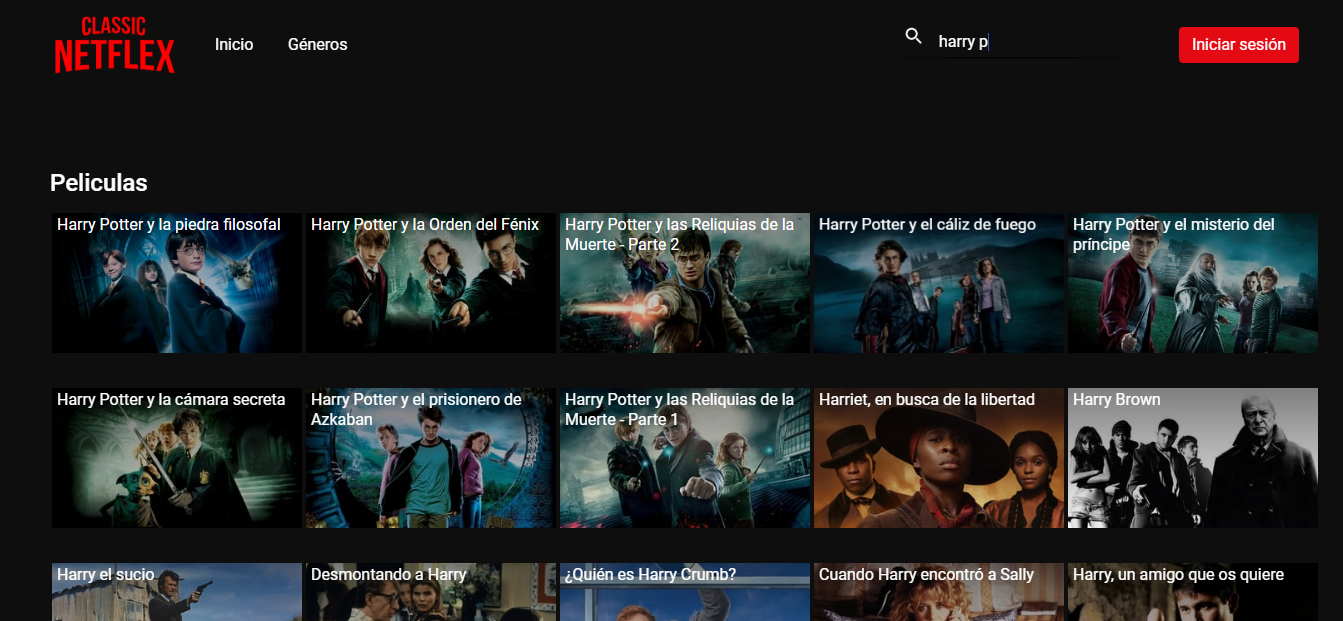 CLASSIC
NETFLEX
Inicio
Géneros
harry p
Iniciar sesión
Peliculas
Harry Potter y la piedra filosofal
Harry Potter y la Orden del Fénix
Harry Potter y las Reliquias de la
Muerte - Parte 2
Harry Potter y el cáliz de fuego
Harry Potter y el misterio del
príncipe
Harry Potter y la cámara secreta
Harry Potter y el prisionero de
Azkaban
Harry Potter y las Reliquias de la
Muerte - Parte 1
Harriet, en busca de la libertad
Harry Brown
Harry el sucio
Desmontando a Harry
¿Quién es Harry Crumb?
Cuando Harry encontró a Sally
Harry, un amigo que os quiere